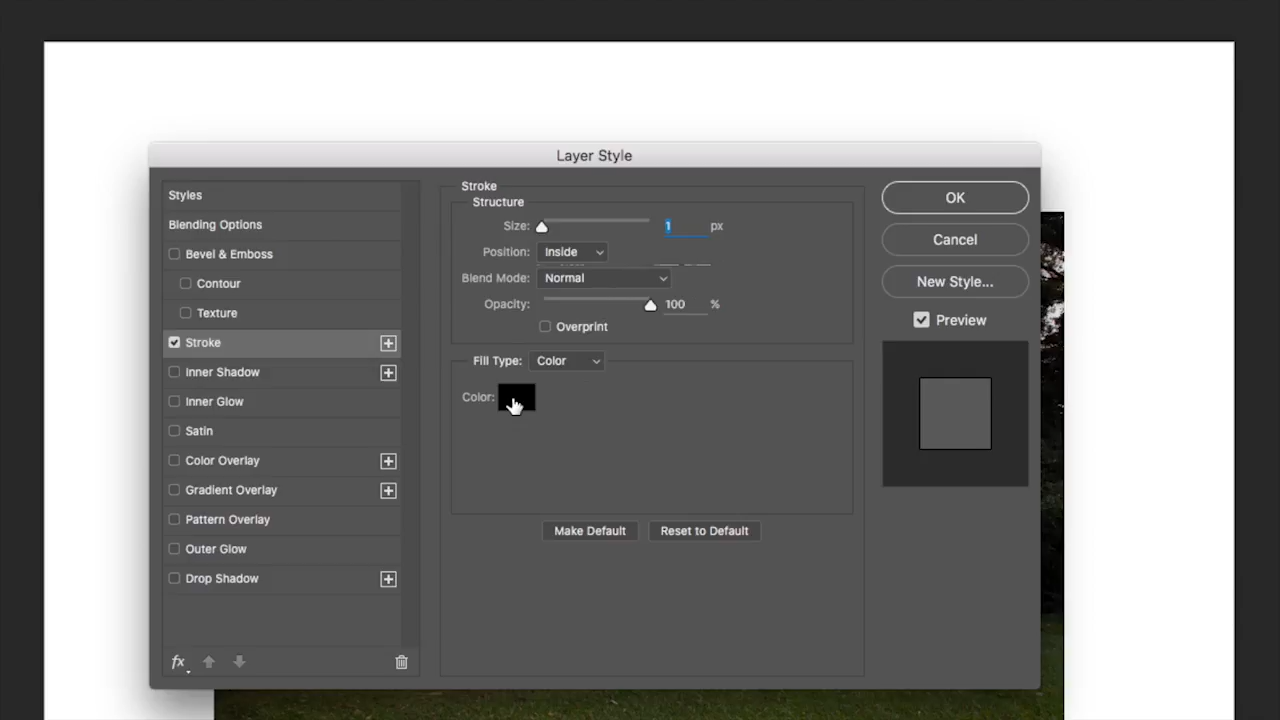 Layer Style
Styles
Blending Options
Bevel & Emboss
Contour
Texture
Stroke
Inner Shadow
Inner Glow
Satin
Color Overlay
Gradient Overlay
Pattern Overlay
Outer Glow
Drop Shadow
fx
Stroke
Structure
Size: 1 px
Position: Inside
Blend Mode: Normal
Opacity: 100 %
Overprint
Fill Type: Color
Color:
Make Default Reset to Default
OK
Cancel
New Style...
Preview